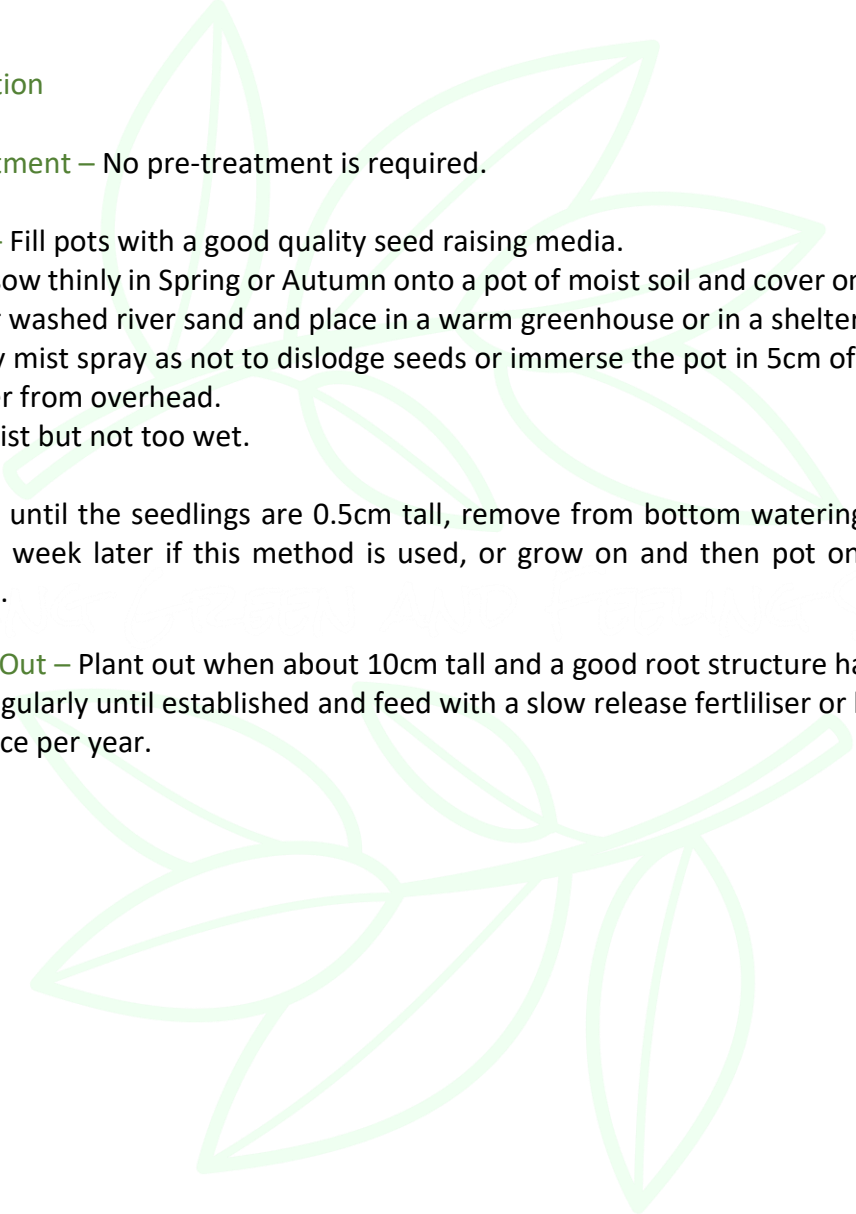 tion
tment – No pre-treatment is required.
– Fill pots with a good quality seed raising media.
sow thinly in Spring or Autumn onto a pot of moist soil and cover or
washed river sand and place in a warm greenhouse or in a shelter
y mist spray as not to dislodge seeds or immerse the pot in 5cm of
r from overhead.
ist but not too wet.
until the seedlings are 0.5cm tall, remove from bottom watering
week later if this method is used, or grow on and then pot on
.
Out – Plant out when about 10cm tall and a good root structure ha
gularly until established and feed with a slow release fertliliser or
ce per year.